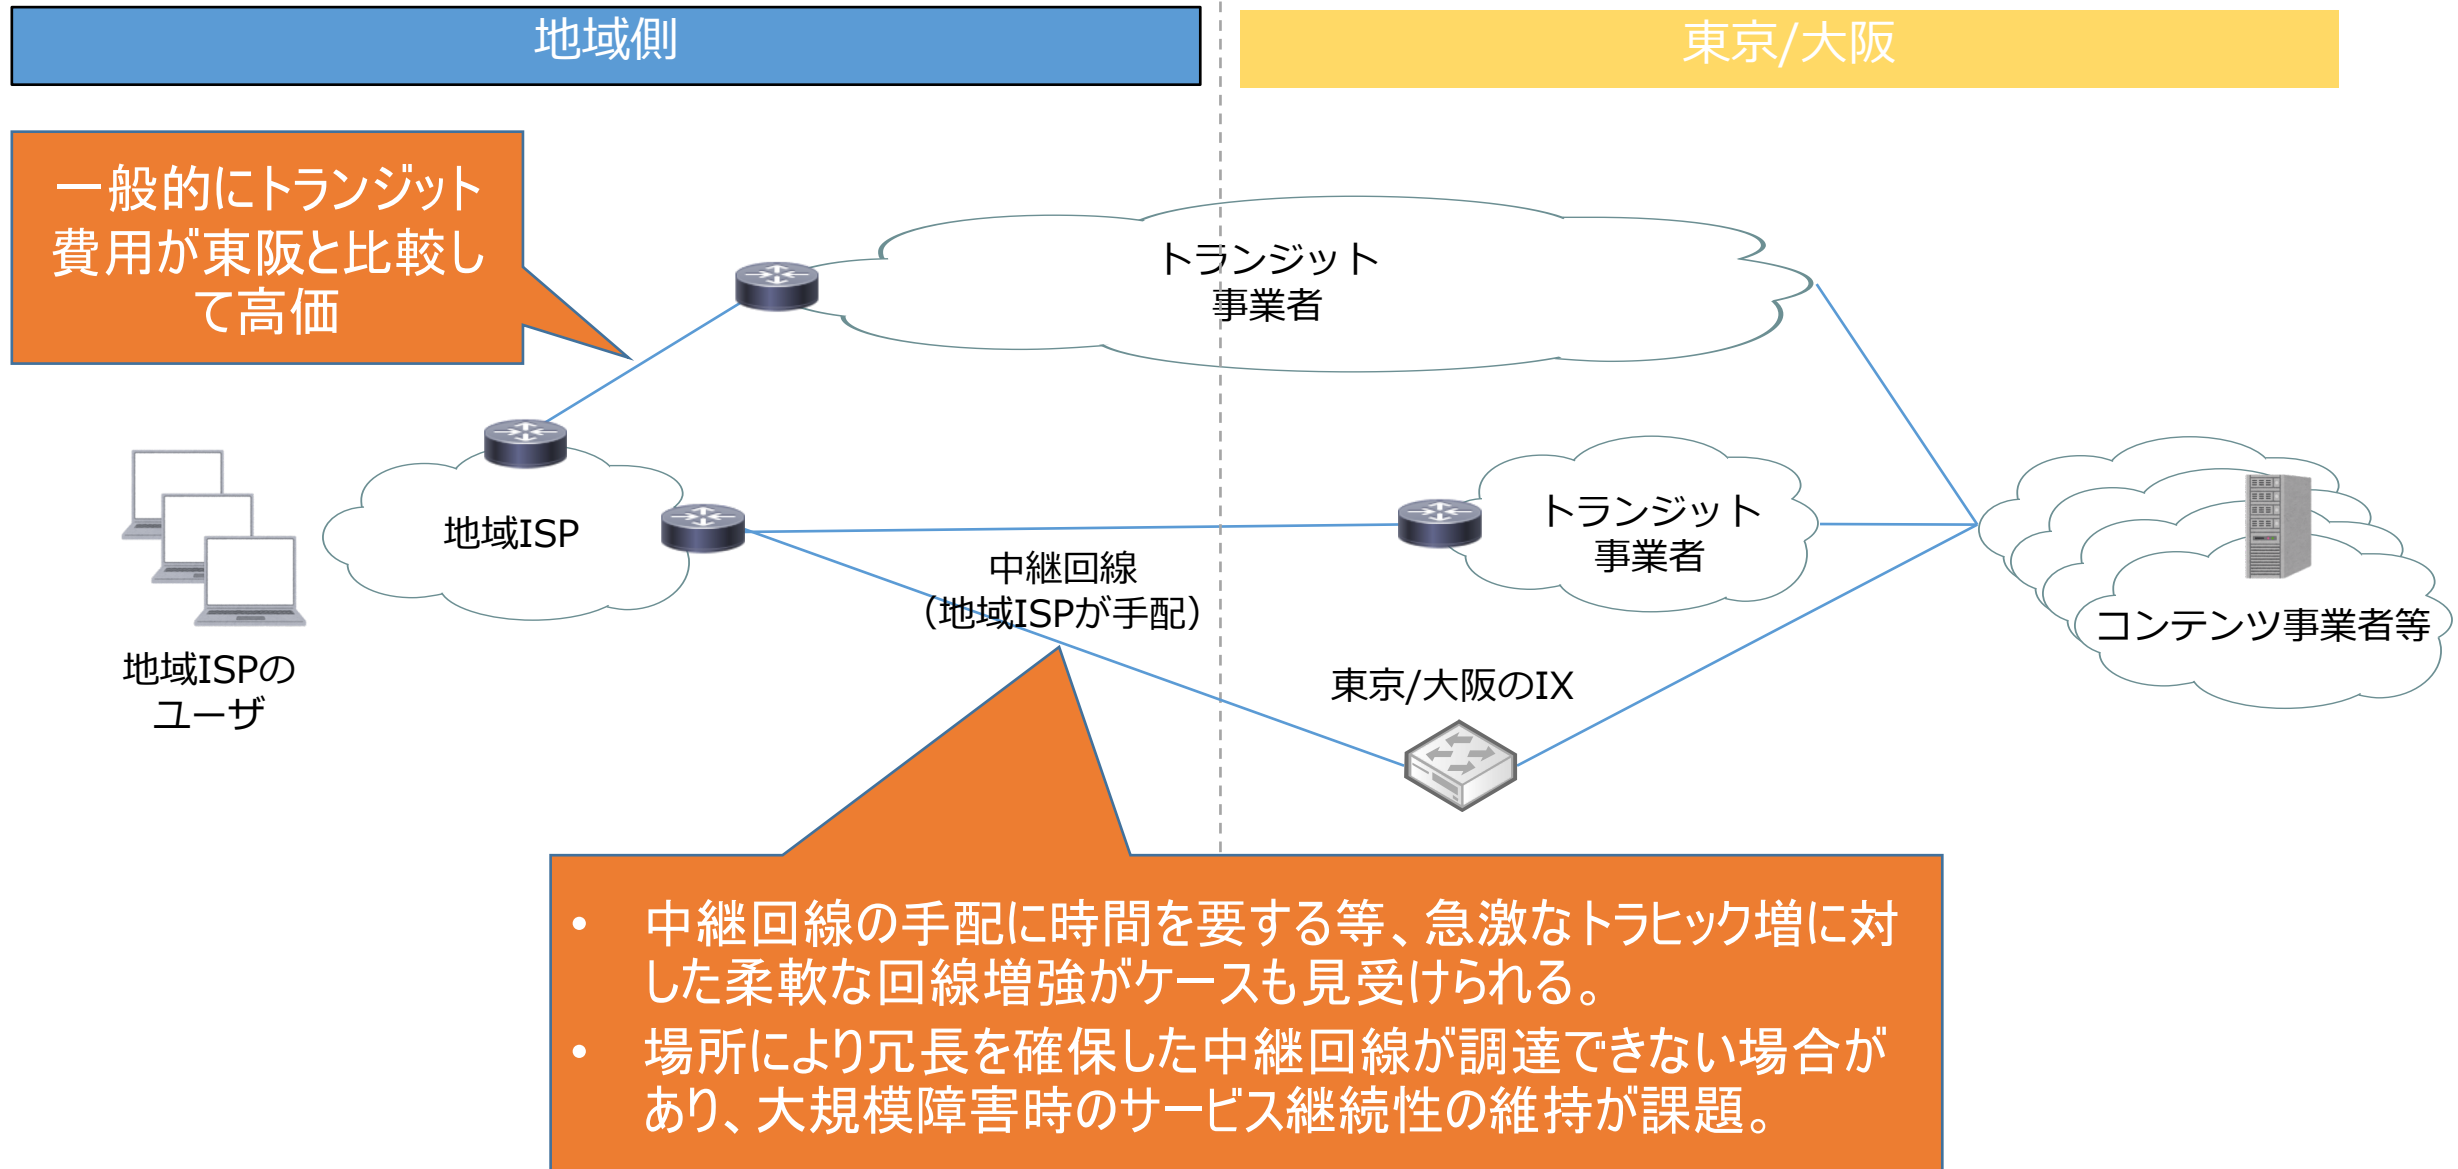 地域側
東京/大阪
一般的にトランジット
費用が東阪と比較し
て高価
トランジット
事業者
地域ISP
トランジット
事業者
中継回線
（地域ISPが手配）
コンテンツ事業者等
地域ISPの
ユーザ
東京/大阪のIX
• 中継回線の手配に時間を要する等、急激なトラヒック増に対
した柔軟な回線増強がケースも見受けられる。
• 場所により冗長を確保した中継回線が調達できない場合が
あり、大規模障害時のサービス継続性の維持が課題。